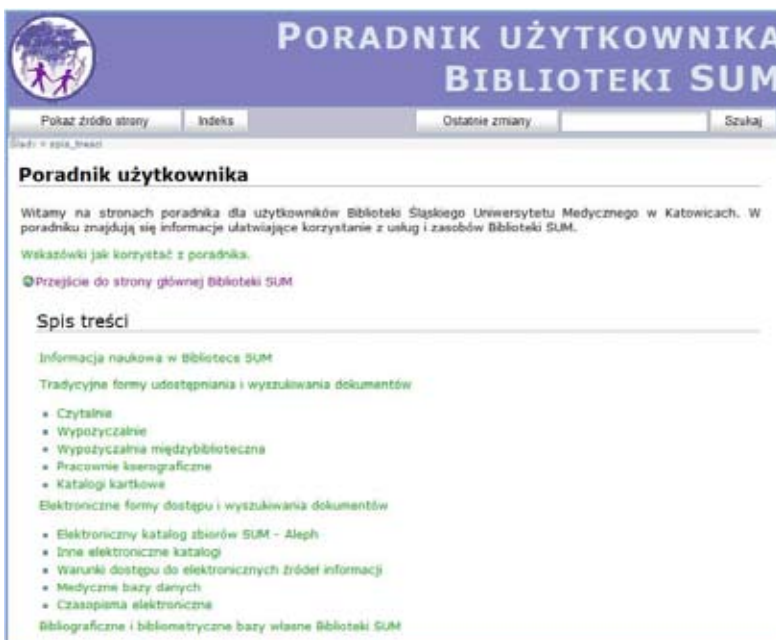 PORADNIK UŻYTKOWNIKA
BIBLIOTEKI SUM
Pokaż źródło strony Indeks Ostatnie zmiany Szukaj
Ślad: » spis_treści
Poradnik użytkownika
Witamy na stronach poradnika dla użytkowników Biblioteki Śląskiego Uniwersytetu Medycznego w Katowicach. W
poradniku znajdują się informacje ułatwiające korzystanie z usług i zasobów Biblioteki SUM.
Wskazówki jak korzystać z poradnika.
Przejście do strony głównej Biblioteki SUM
Spis treści
Informacja naukowa w Bibliotece SUM
Tradycyjne formy udostępniania i wyszukiwania dokumentów
Czytelnie
Wypożyczalnie
Wypożyczalnia międzybiblioteczna
Pracownie kserograficzne
Katalogi kartkowe
Elektroniczne formy dostępu i wyszukiwania dokumentów
Elektroniczny katalog zbiorów SUM - Aleph
Inne elektroniczne katalogi
Warunki dostępu do elektronicznych źródeł informacji
Medyczne bazy danych
Czasopisma elektroniczne
Bibliograficzne i bibliometryczne bazy własne Biblioteki SUM